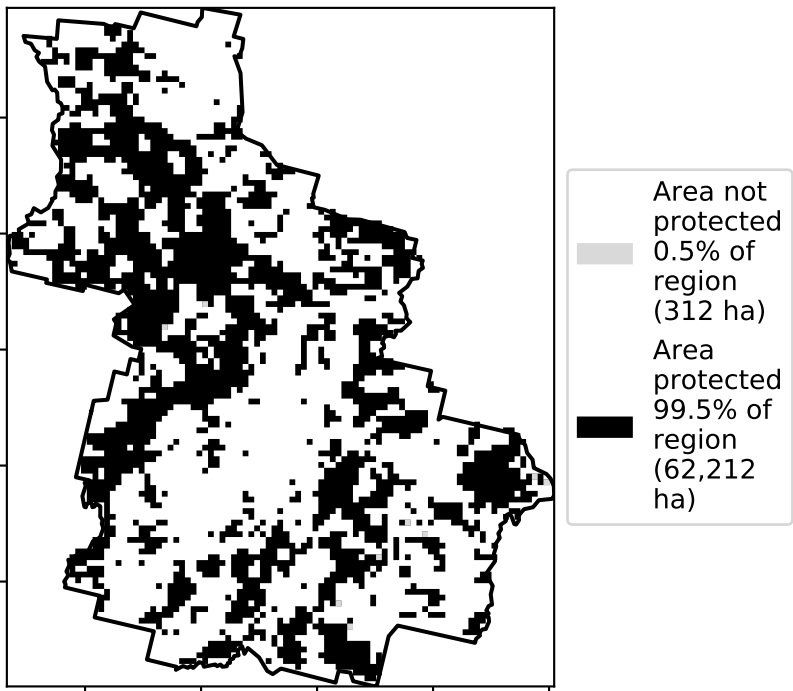 Area not
protected
0.5% of
region
(312 ha)
Area
protected
99.5% of
region
(62,212
ha)